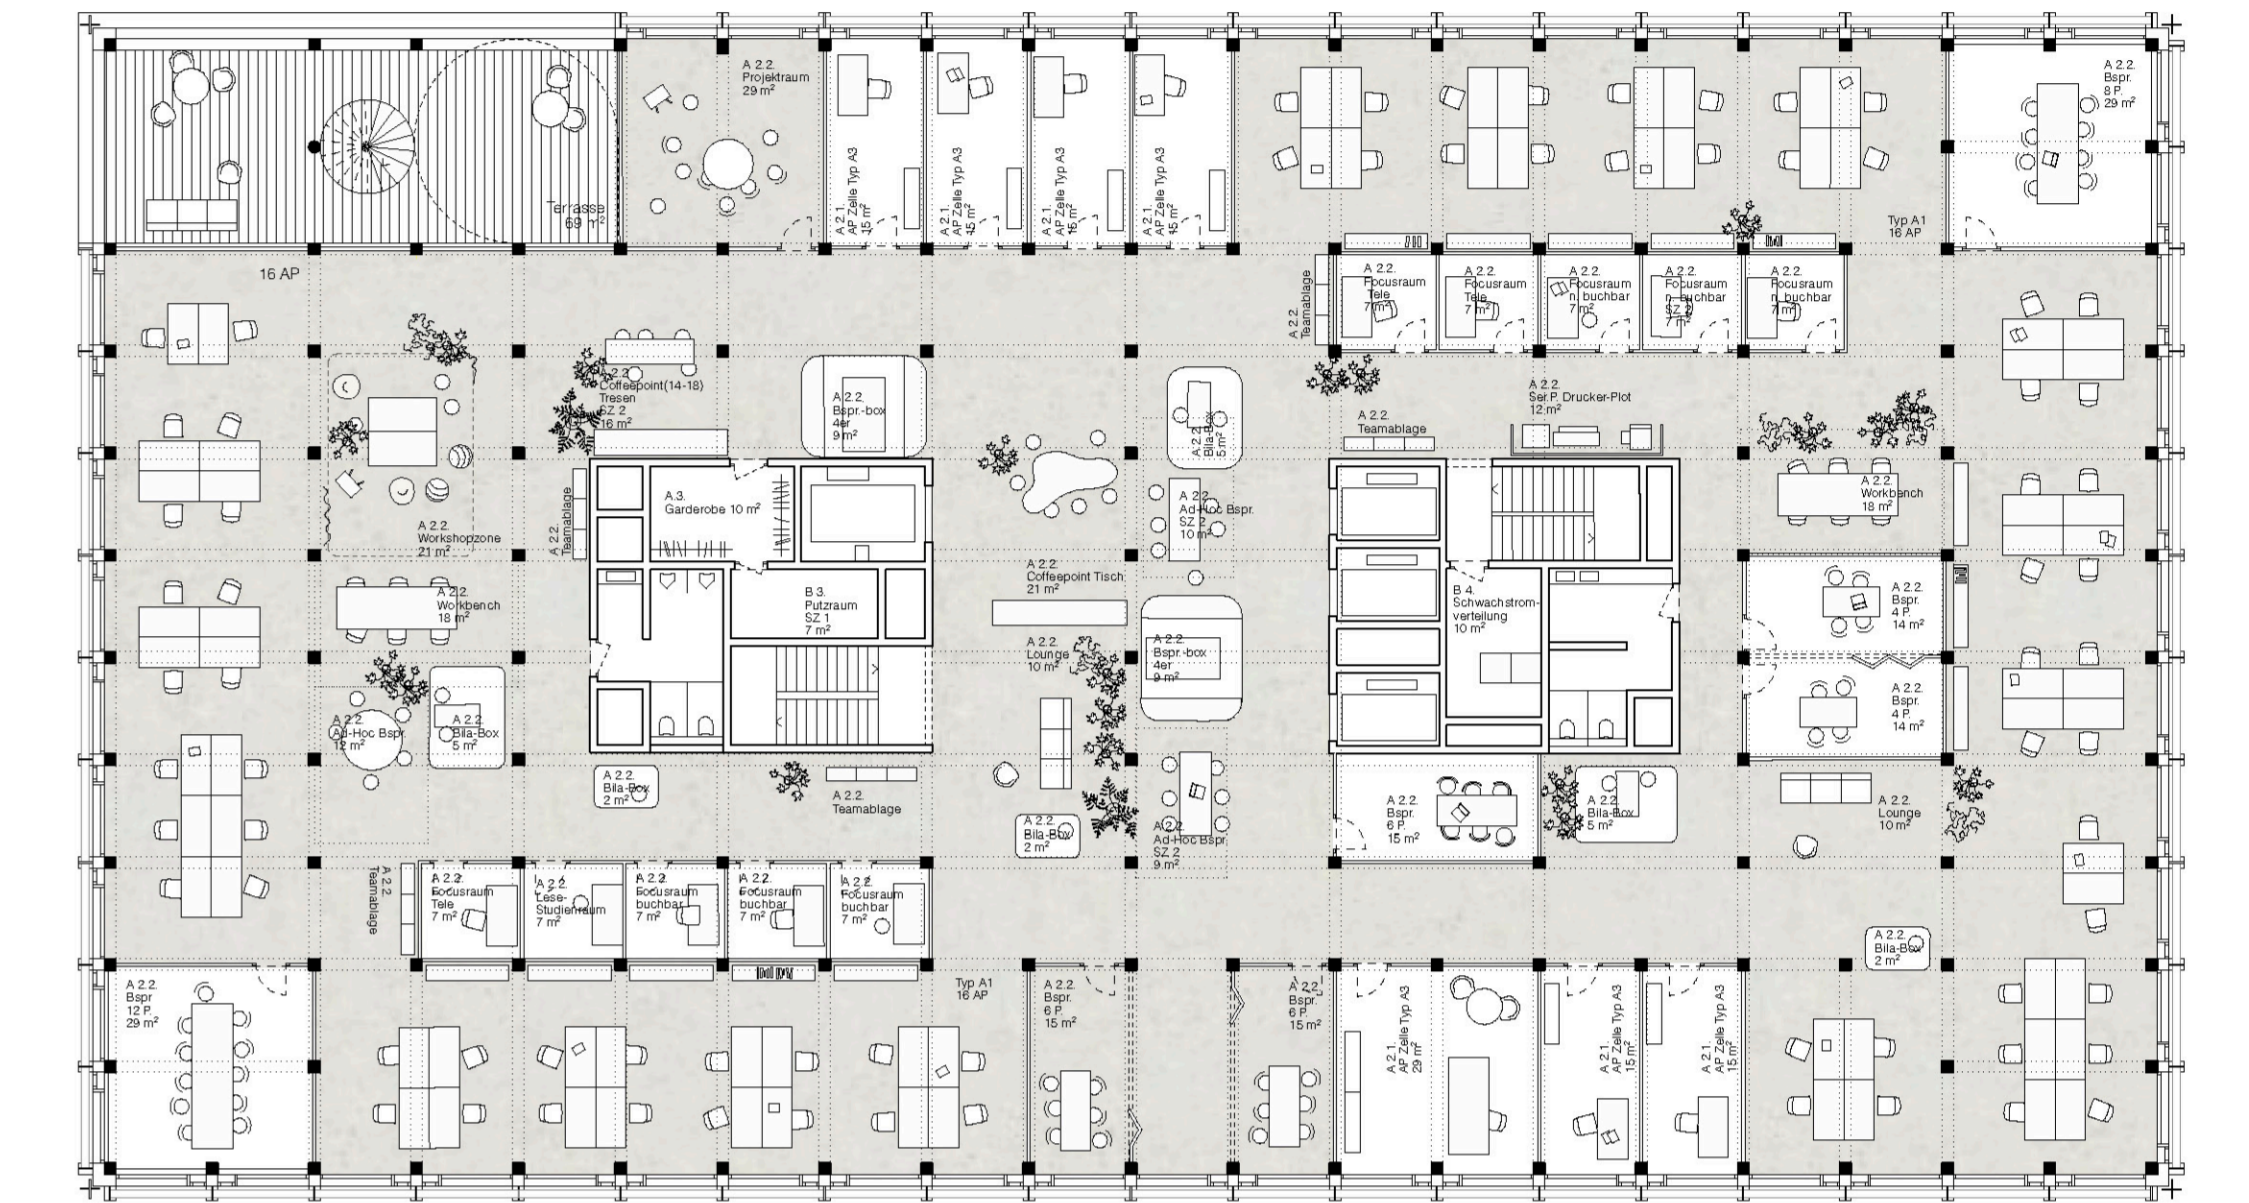 A 2.2.
Projektraum
29 m²
A 2.1.
AP Zelle Typ A3
15 m²
A 2.1.
AP Zelle Typ A3
15 m²
A 2.1.
AP Zelle Typ A3
15 m²
A 2.1.
AP Zelle Typ A3
15 m²
A 2.2.
Bspr.
8 P.
29 m²
Terrasse
69 m²
Typ A1
16 AP
16 AP
A 2.2.
Teamablage
A 2.2.
Focusraum
Tele
7 m²
A 2.2.
Focusraum
Tele
7 m²
A 2.2.
Focusraum
n. buchbar
7 m²
A 2.2.
Focusraum
n. buchbar
SZ 2
7 m²
A 2.2.
Focusraum
n. buchbar
7 m²
A 2.2.
Coffeepoint(14-18)
Tresen
SZ 2
16 m²
A 2.2.
Bspr.-box
4er
9 m²
A 2.2.
Bila-Box
5 m²
A 2.2.
Teamablage
A 2.2.
Ser.P. Drucker-Plot
12 m²
A 2.2.
Workshopzone
21 m²
A 2.2.
Teamablage
A.3.
Garderobe 10 m²
A 2.2.
Ad-Hoc Bspr.
SZ 2
10 m²
A 2.2.
Workbench
18 m²
A 2.2.
Workbench
18 m²
B 3.
Putzraum
SZ 1
7 m²
A 2.2.
Coffeepoint Tisch
21 m²
A 2.2.
Lounge
10 m²
A 2.2.
Bspr.-box
4er
9 m²
B 4.
Schwachstrom-
verteilung
10 m²
A 2.2.
Bspr.
4 P.
14 m²
A 2.2.
Bspr.
4 P.
14 m²
A 2.2.
Ad-Hoc Bspr.
12 m²
A 2.2.
Bila-Box
5 m²
A 2.2.
Bila-Box
2 m²
A 2.2.
Teamablage
A 2.2.
Bila-Box
2 m²
A 2.2.
Ad-Hoc Bspr.
SZ 2
9 m²
A 2.2.
Bspr.
6 P.
15 m²
A 2.2.
Bila-Box
5 m²
A 2.2.
Lounge
10 m²
A 2.2.
Teamablage
A 2.2.
Focusraum
Tele
7 m²
A 2.2.
Lese-
Studienraum
7 m²
A 2.2.
Focusraum
buchbar
7 m²
A 2.2.
Focusraum
buchbar
7 m²
A 2.2.
Focusraum
buchbar
7 m²
A 2.2.
Bila-Box
2 m²
A 2.2.
Bspr
12 P.
29 m²
Typ A1
16 AP
A 2.2.
Bspr.
6 P.
15 m²
A 2.2.
Bspr.
6 P.
15 m²
A 2.1.
AP Zelle Typ A3
29 m²
A 2.1.
AP Zelle Typ A3
15 m²
A 2.1.
AP Zelle Typ A3
15 m²